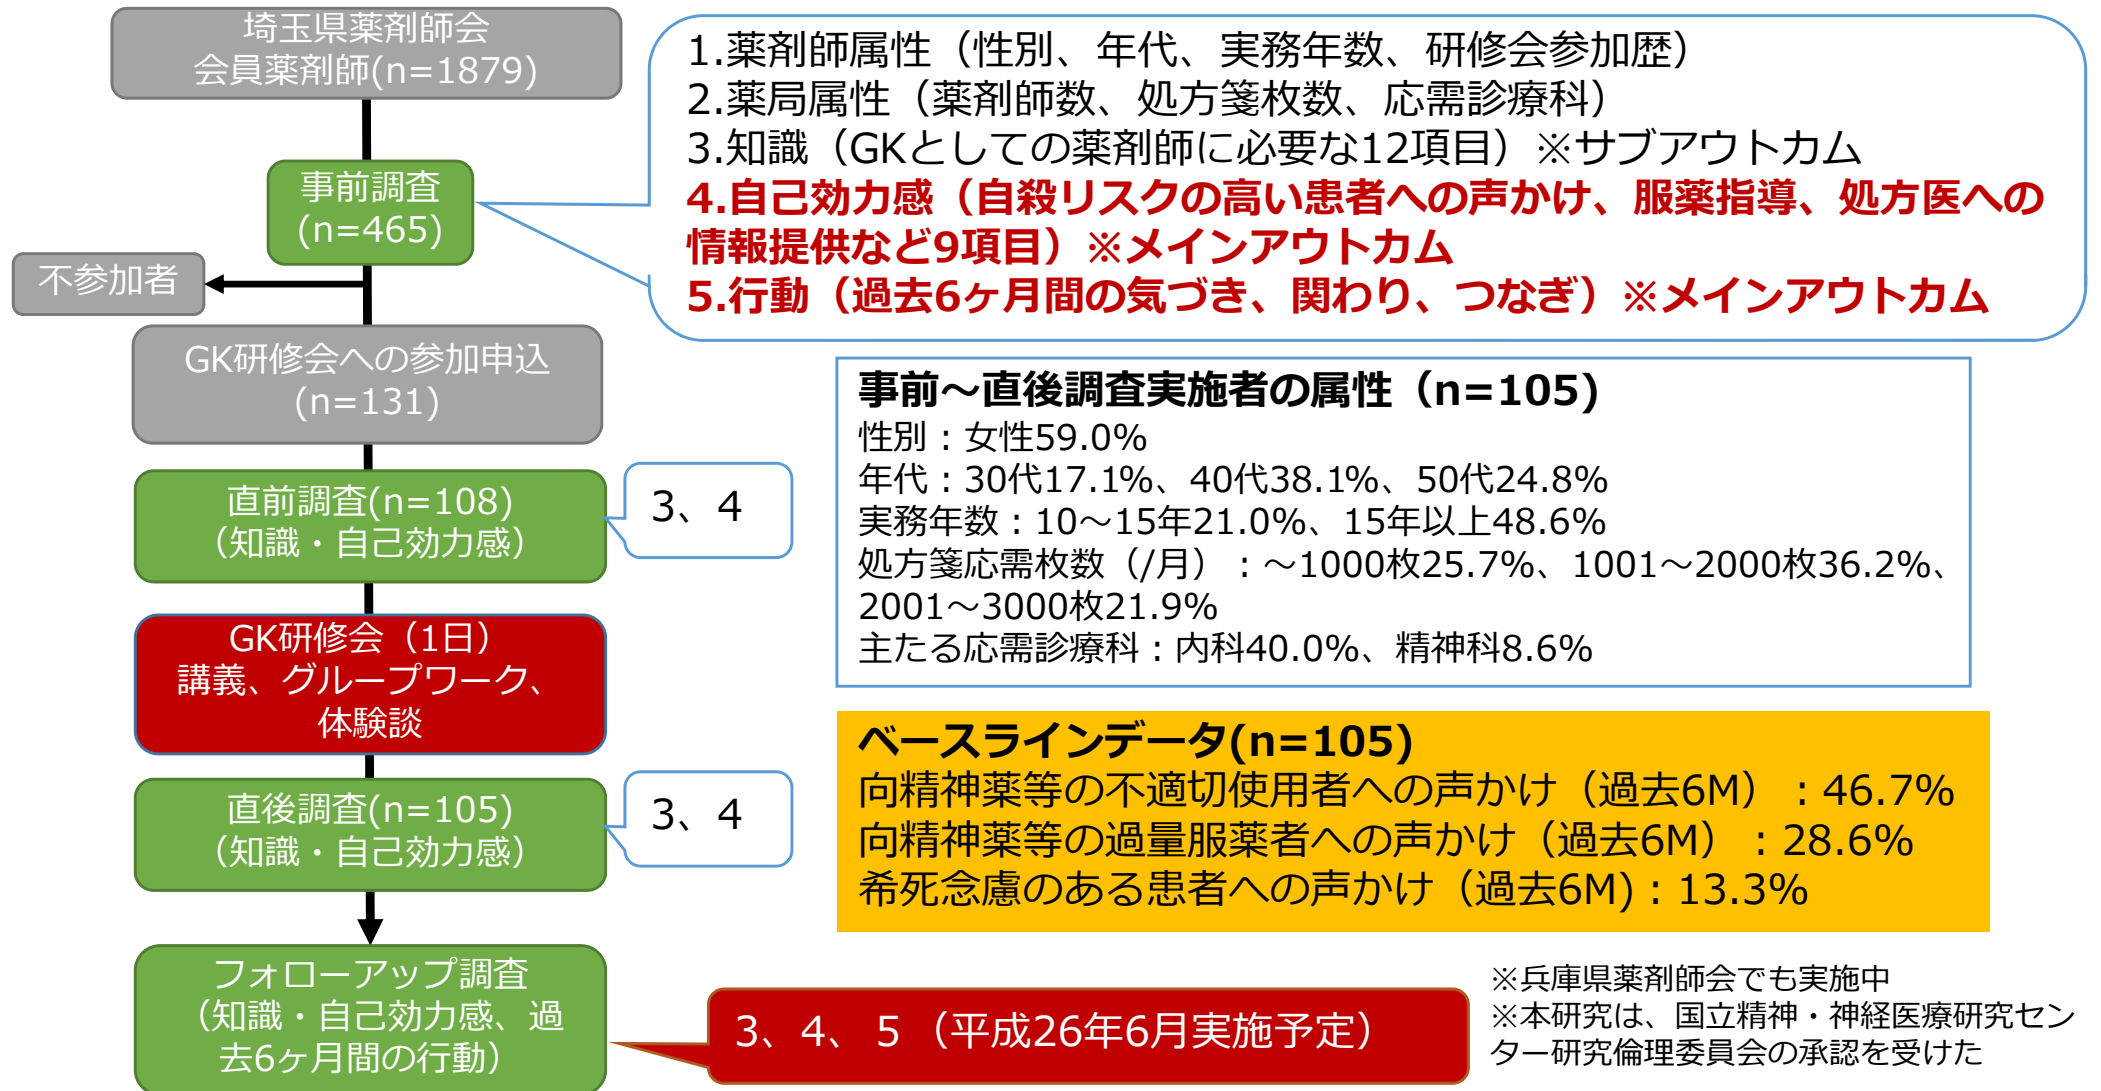 埼玉県薬剤師会
会員薬剤師(n=1879)
1.薬剤師属性（性別、年代、実務年数、研修会参加歴）
2.薬局属性（薬剤師数、処方箋枚数、応需診療科）
3.知識（GKとしての薬剤師に必要な12項目）※サブアウトカム
4.自己効力感（自殺リスクの高い患者への声かけ、服薬指導、処方医への
情報提供など9項目）※メインアウトカム
5.行動（過去6ヶ月間の気づき、関わり、つなぎ）※メインアウトカム
事前調査
(n=465)
不参加者
GK研修会への参加申込
(n=131)
事前～直後調査実施者の属性（n=105)
性別：女性59.0%
年代：30代17.1%、40代38.1%、50代24.8%
実務年数：10～15年21.0%、15年以上48.6%
処方箋応需枚数（/月）：～1000枚25.7%、1001～2000枚36.2%、
2001～3000枚21.9%
主たる応需診療科：内科40.0%、精神科8.6%
直前調査(n=108)
（知識・自己効力感）
3、4
GK研修会（1日）
講義、グループワーク、
体験談
ベースラインデータ(n=105)
向精神薬等の不適切使用者への声かけ（過去6M）：46.7%
向精神薬等の過量服薬者への声かけ（過去6M）：28.6%
希死念慮のある患者への声かけ（過去6M)：13.3%
直後調査(n=105)
（知識・自己効力感）
3、4
フォローアップ調査
（知識・自己効力感、過
去6ヶ月間の行動）
3、4、5（平成26年6月実施予定）
※兵庫県薬剤師会でも実施中
※本研究は、国立精神・神経医療研究セン
ター研究倫理委員会の承認を受けた